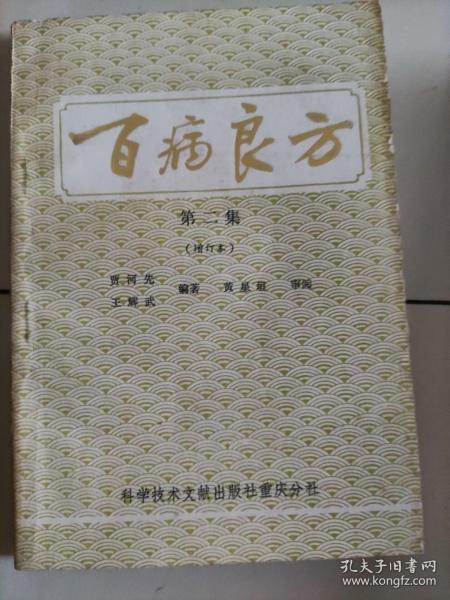 百病良方
第二集
（增订本）
贾河先 编著 黄星垣 审阅
王辉武
科学技术文献出版社重庆分社
孔夫子旧书网
www.kongfz.com